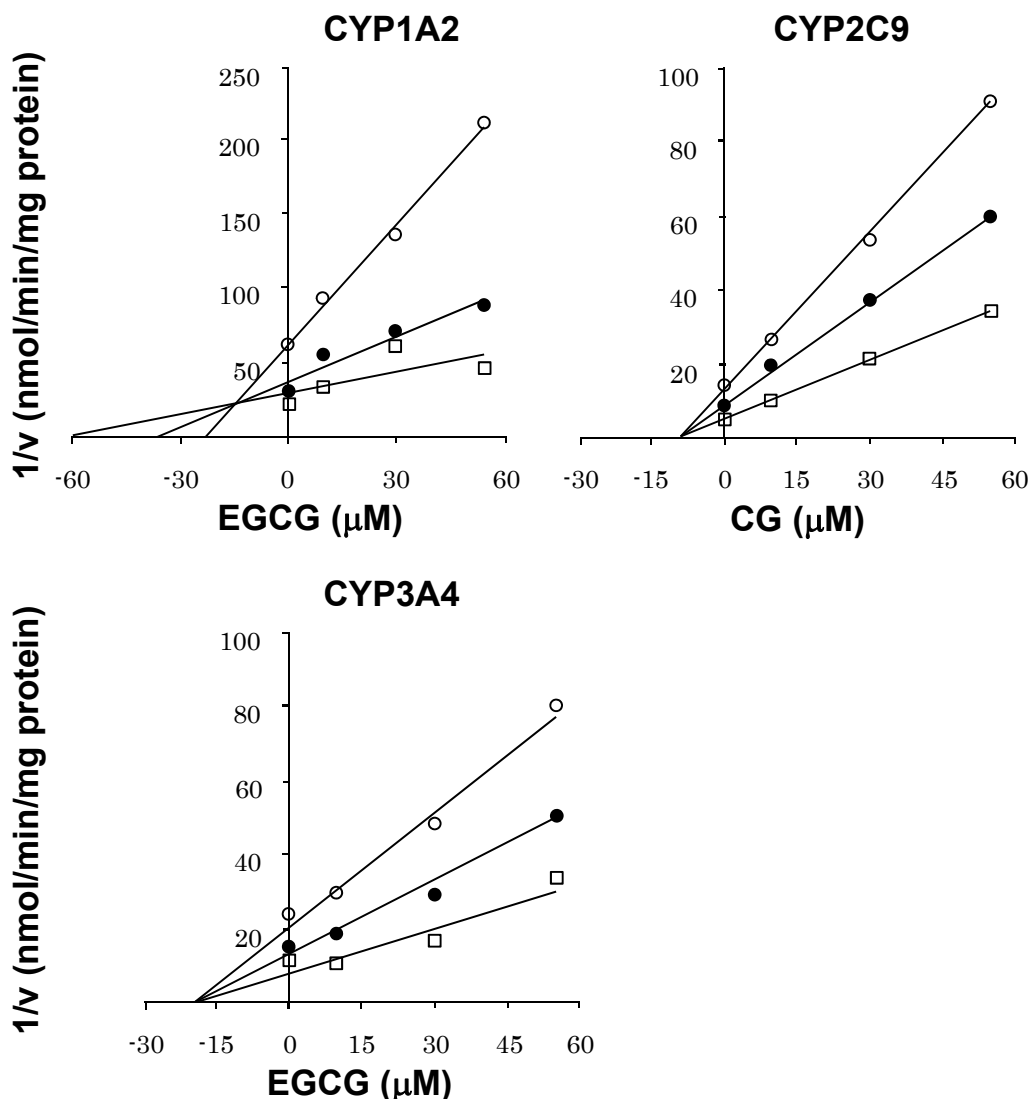 CYP1A2
1/v (nmol/min/mg protein)
250
200
150
100
50
-60 -30 0 30 60
EGCG (μM)
CYP2C9
100
80
60
40
20
-30 -15 0 15 30 45 60
CG (μM)
CYP3A4
1/v (nmol/min/mg protein)
100
80
60
40
20
-30 -15 0 15 30 45 60
EGCG (μM)